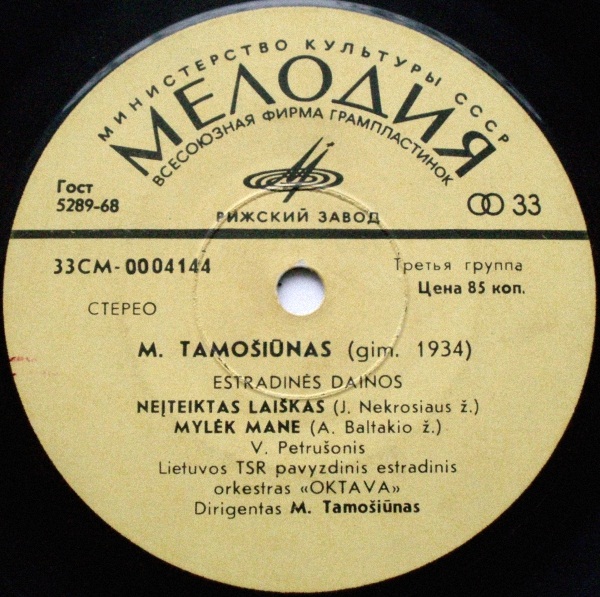 МИНИСТЕРСТВО КУЛЬТУРЫ СССР
МЕЛОДИЯ
ВСЕСОЮЗНАЯ ФИРМА ГРАМПЛАСТИНОК
Гост
5289-68
РИЖСКИЙ ЗАВОД
33
33СМ-0004144
Третья группа
Цена 85 коп.
СТЕРЕО
M. TAMOŠIŪNAS (gim. 1934)
ESTRADINĖS DAINOS
NEĮTEIKTAS LAIŠKAS (J. Nekrosiaus ž.)
MYLĖK MANE (A. Baltakio ž.)
V. Petrušonis
Lietuvos TSR pavyzdinis estradinis
orkestras «OKTAVA»
Dirigentas M. Tamošiūnas